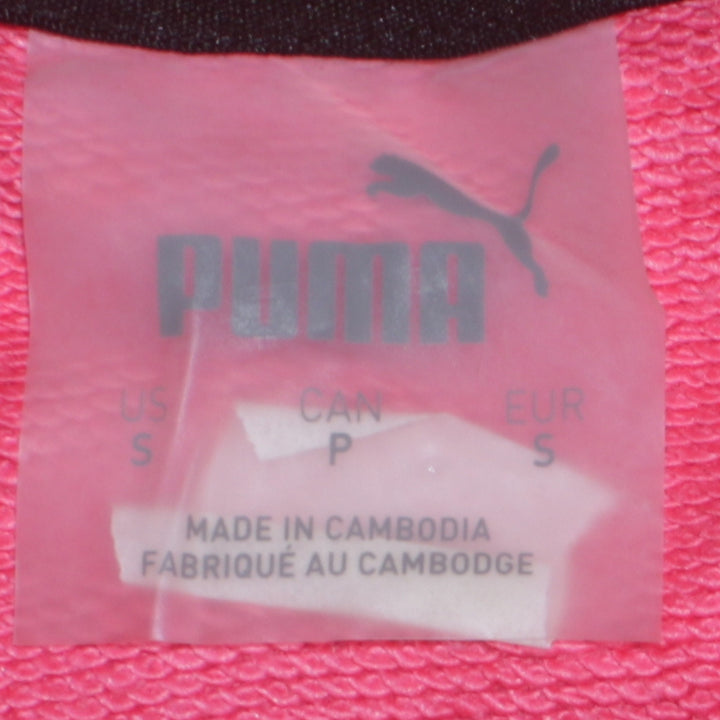 PUMA
US CAN EUR
S P S
MADE IN CAMBODIA
FABRIQUÉ AU CAMBODGE